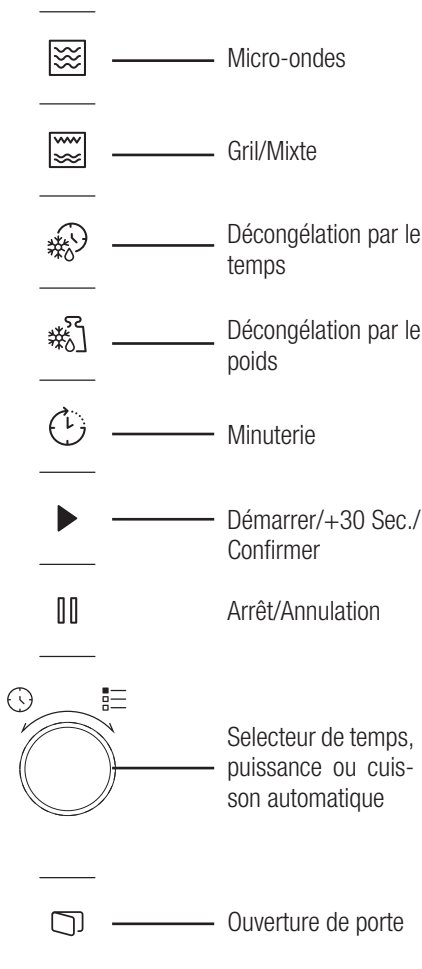 Micro-ondes
Gril/Mixte
Décongélation par le
temps
Décongélation par le
poids
Minuterie
Démarrer/+30 Sec./
Confirmer
Arrêt/Annulation
Selecteur de temps,
puissance ou cuis-
son automatique
Ouverture de porte